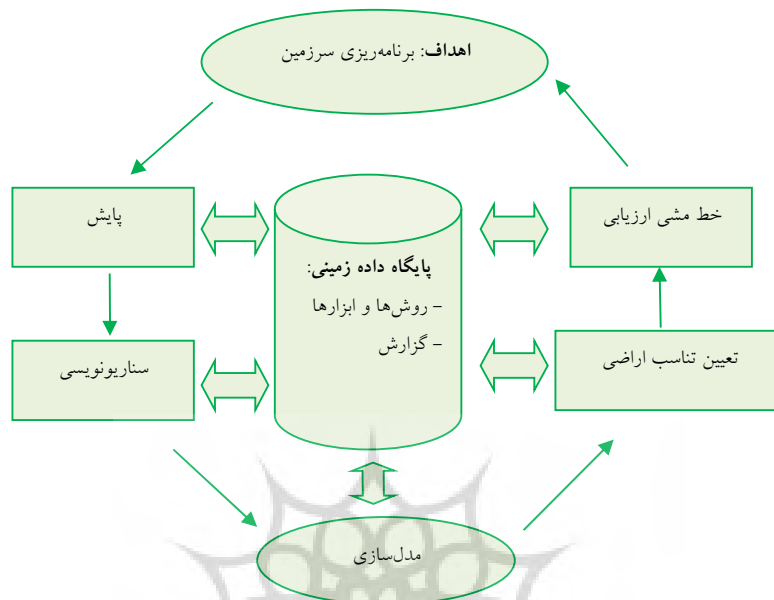 اهداف: برنامه‌ریزی سرزمین
پایش
خط مشی ارزیابی
پایگاه داده زمینی:
- روش‌ها و ابزارها
- گزارش
سناریونویسی
تعیین تناسب اراضی
مدل‌سازی